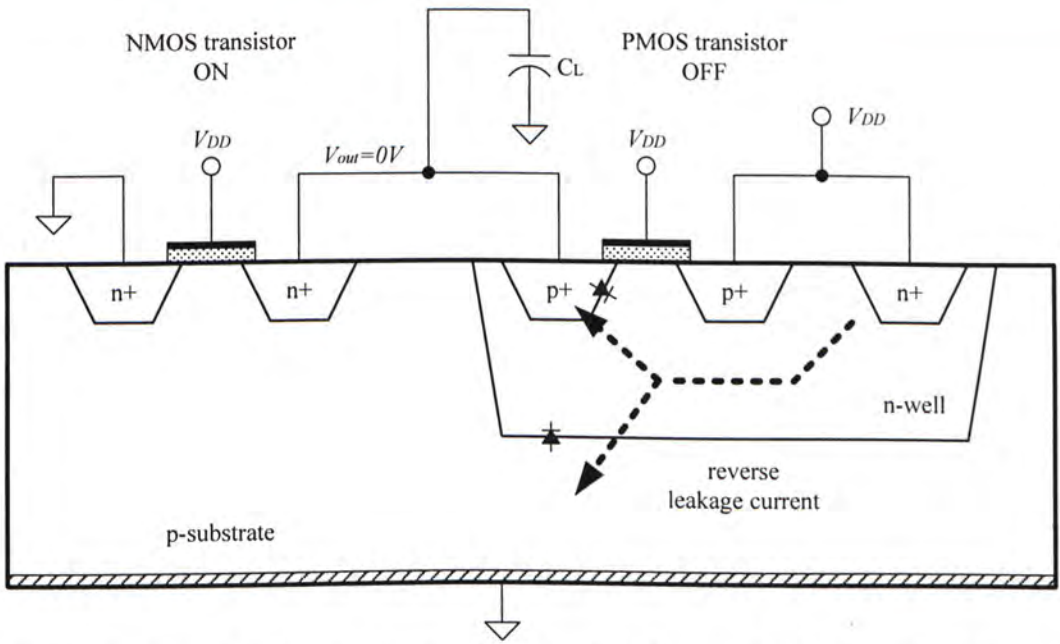 NMOS transistor
ON
PMOS transistor
OFF
CL
VDD
Vout=0V
VDD
VDD
n+
n+
p+
p+
n+
n-well
reverse
leakage current
p-substrate